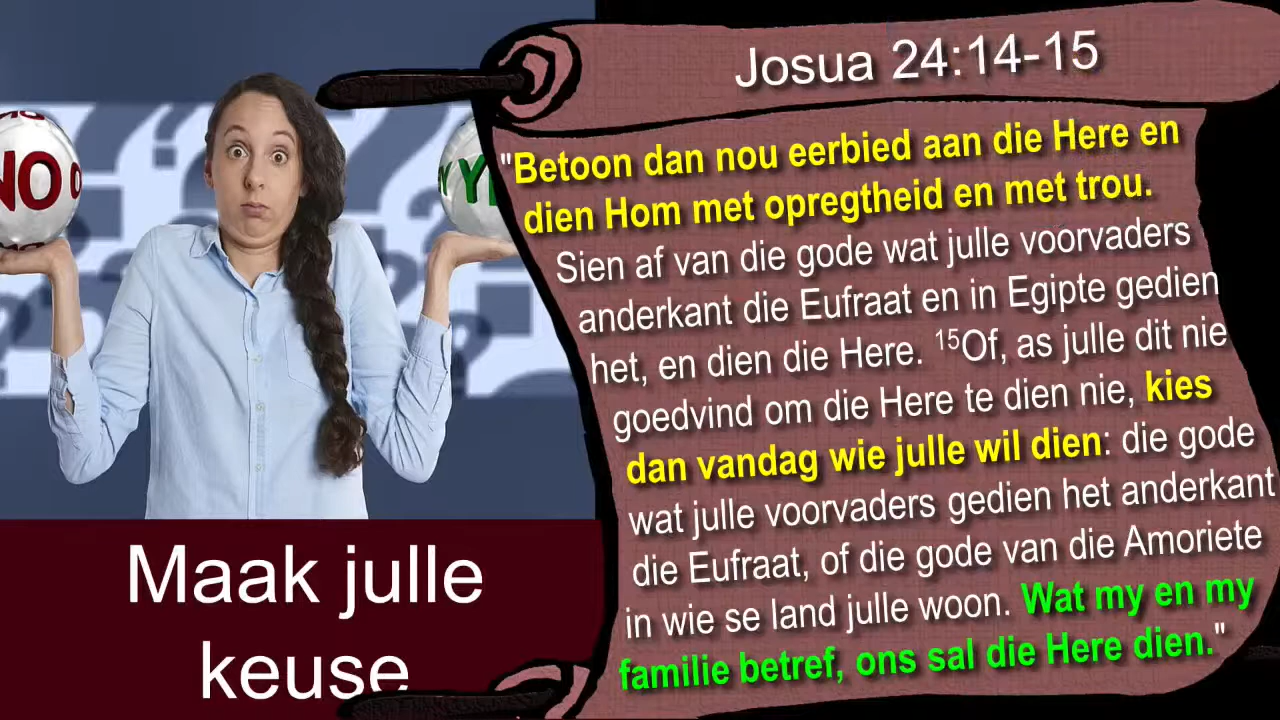 NO
Y YE
Josua 24:14-15
"Betoon dan nou eerbied aan die Here en
dien Hom met opregtheid en met trou.
Sien af van die gode wat julle voorvaders
anderkant die Eufraat en in Egipte gedien
het, en dien die Here. ¹⁵Of, as julle dit nie
goedvind om die Here te dien nie, kies
dan vandag wie julle wil dien: die gode
wat julle voorvaders gedien het anderkant
die Eufraat, of die gode van die Amoriete
in wie se land julle woon. Wat my en my
familie betref, ons sal die Here dien."
Maak julle
keuse